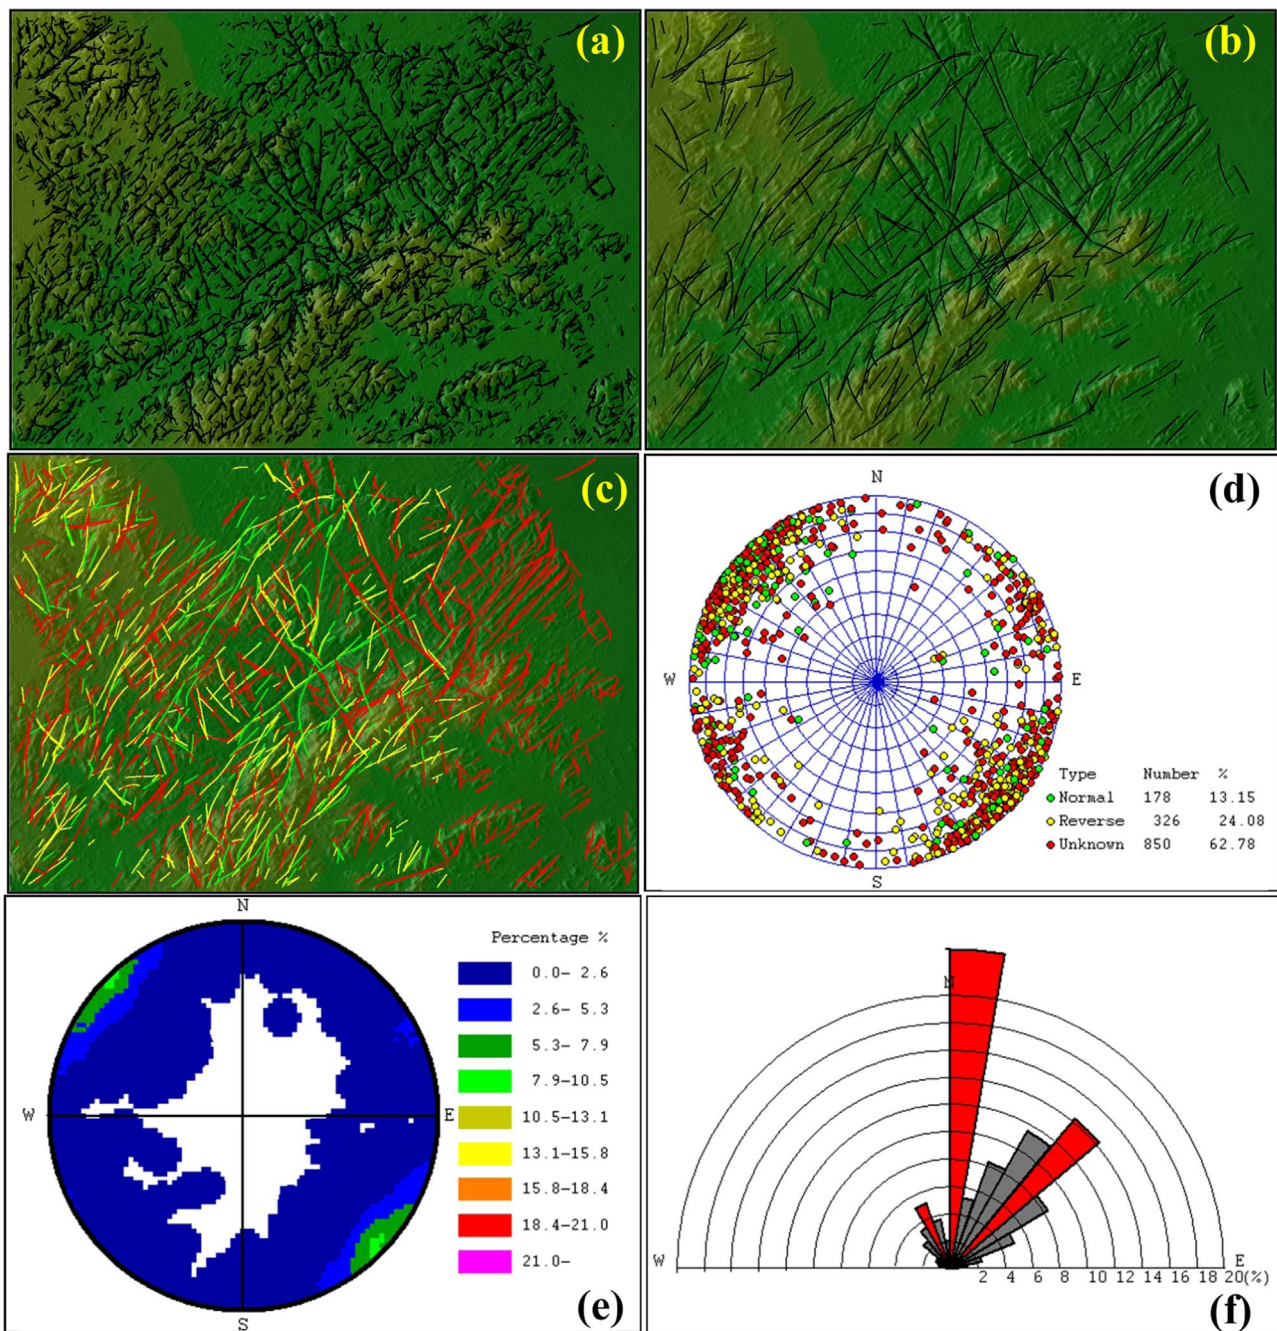 (a)
(b)
(c)
(d)
N
W
E
S
Type Number %
Normal 178 13.15
Reverse 326 24.08
Unknown 850 62.78
(e)
N
W
E
S
Percentage %
0.0- 2.6
2.6- 5.3
5.3- 7.9
7.9-10.5
10.5-13.1
13.1-15.8
15.8-18.4
18.4-21.0
21.0-
(f)
N
W
E
2 4 6 8 10 12 14 16 18 20(%)